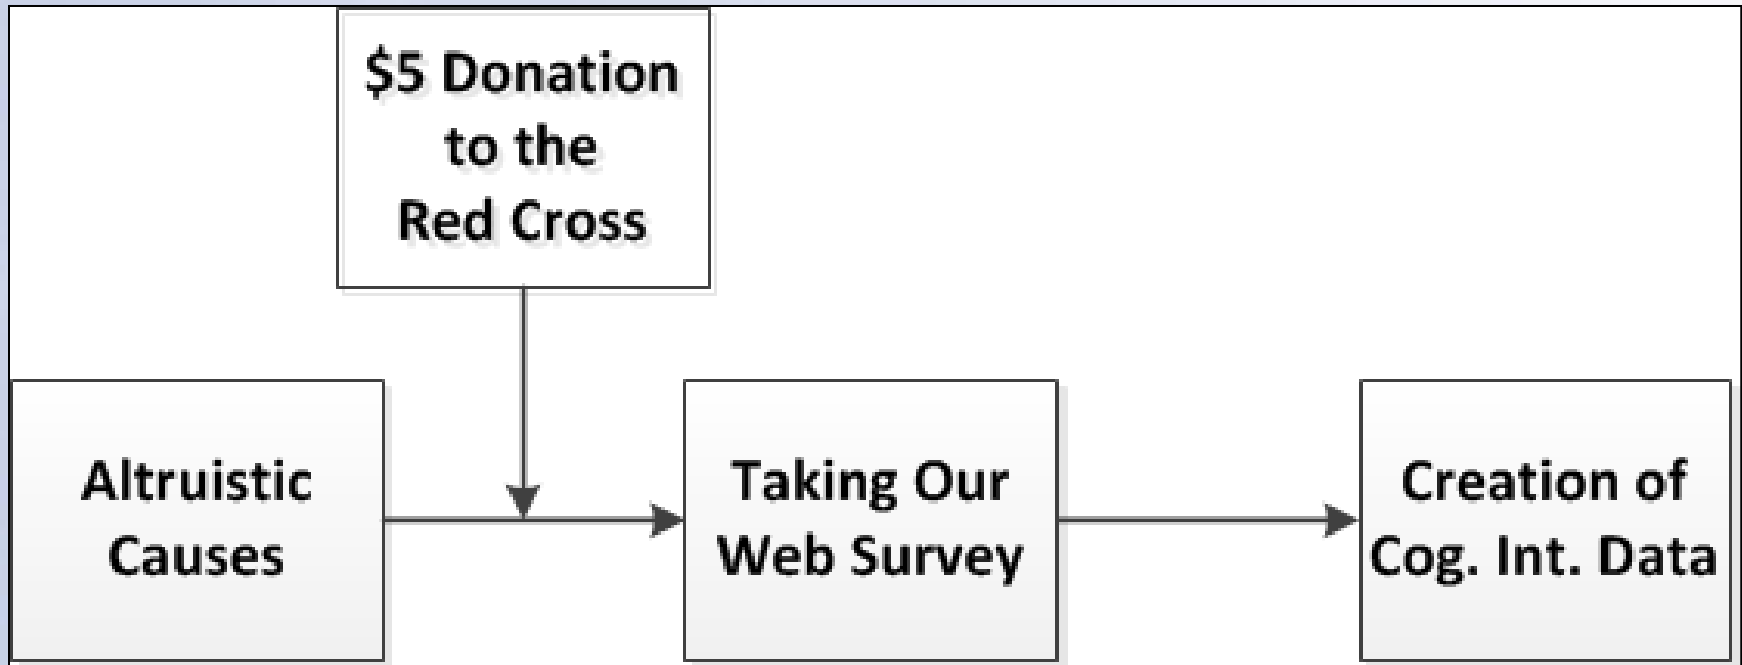 $5 Donation
to the
Red Cross
Altruistic
Causes
Taking Our
Web Survey
Creation of
Cog. Int. Data